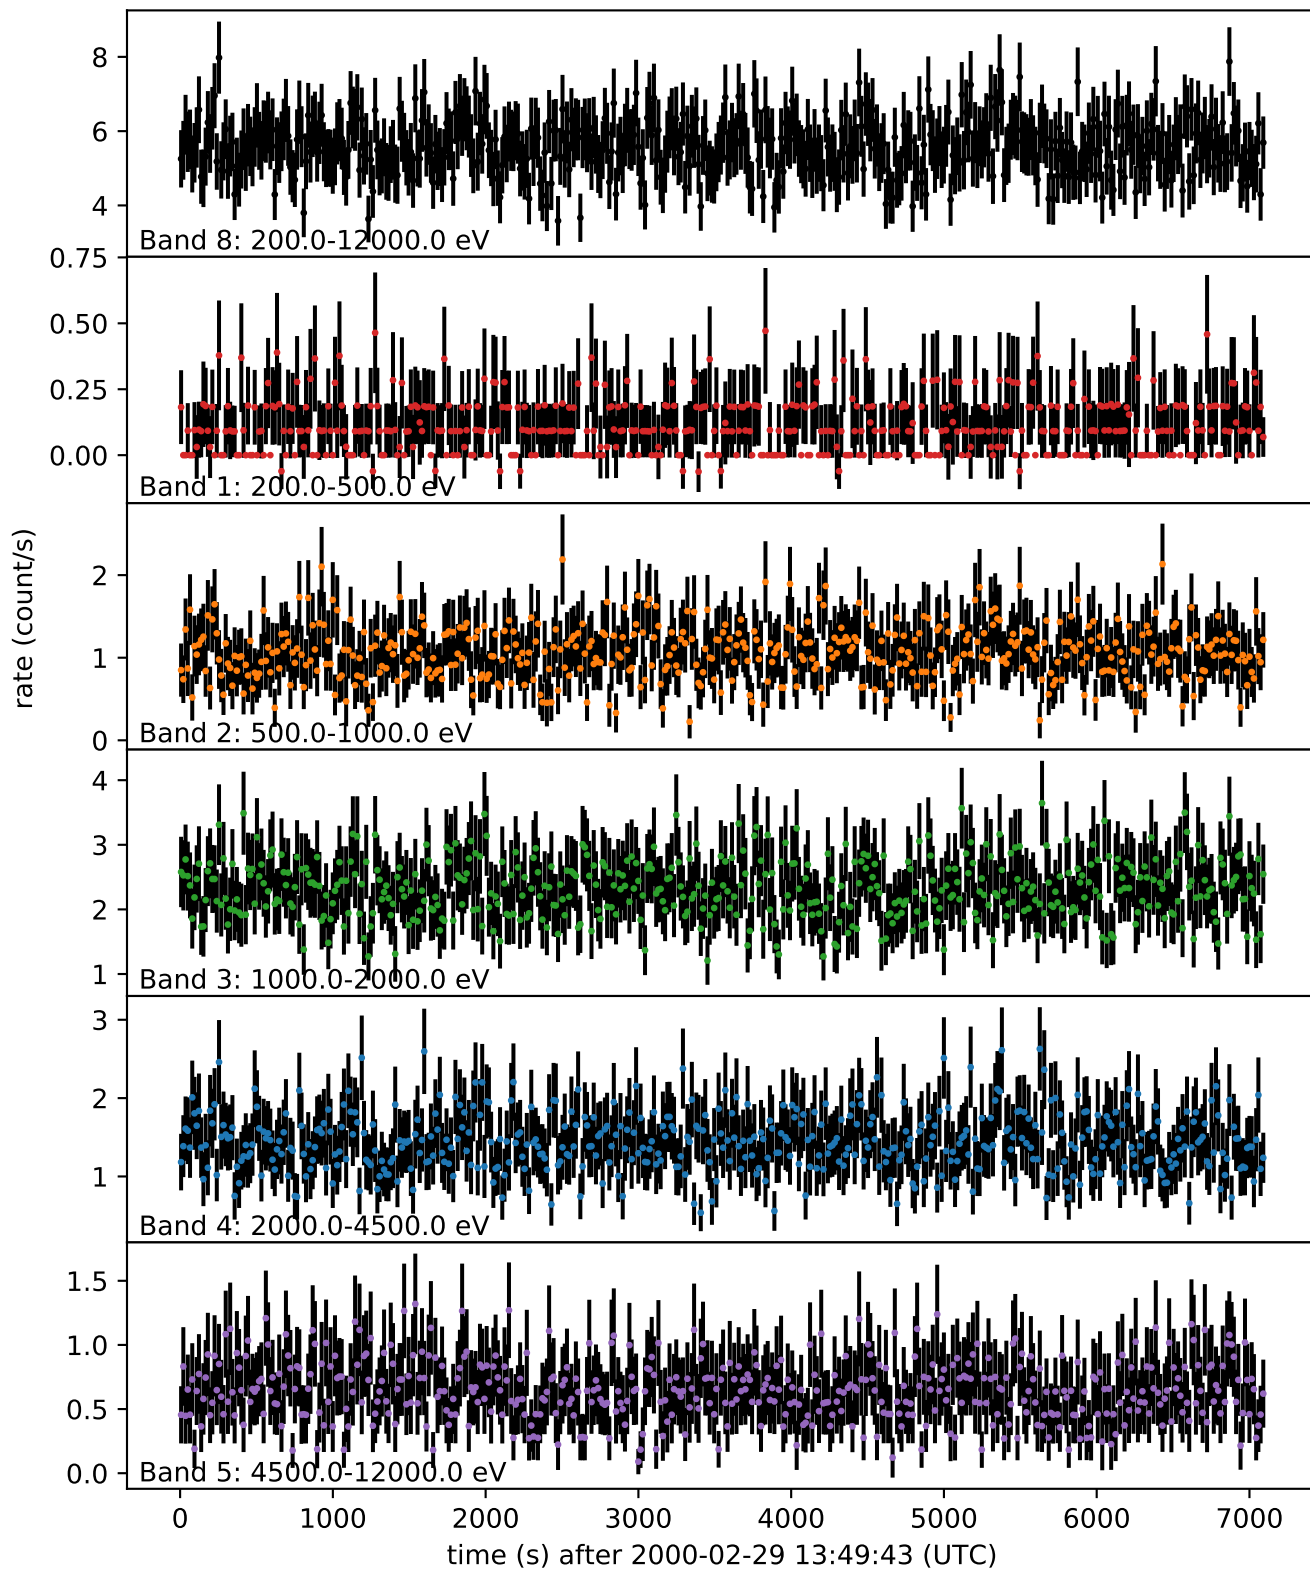 8
6
4
Band 8: 200.0-12000.0 eV
0.75
0.50
0.25
0.00
Band 1: 200.0-500.0 eV
2
1
0
Band 2: 500.0-1000.0 eV
rate (count/s)
4
3
2
1
Band 3: 1000.0-2000.0 eV
3
2
1
Band 4: 2000.0-4500.0 eV
1.5
1.0
0.5
0.0
Band 5: 4500.0-12000.0 eV
0 1000 2000 3000 4000 5000 6000 7000
time (s) after 2000-02-29 13:49:43 (UTC)